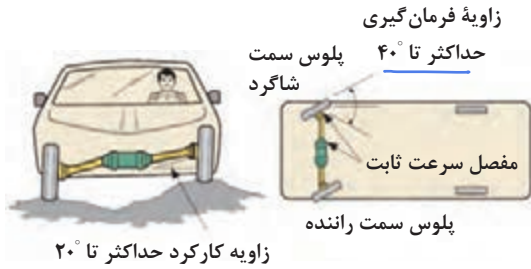 زاویهٔ فرمان‌گیری
حداکثر تا ۴۰°
پلوس سمت
شاگرد
مفصل سرعت ثابت
پلوس سمت راننده
زاویه کارکرد حداکثر تا ۲۰°